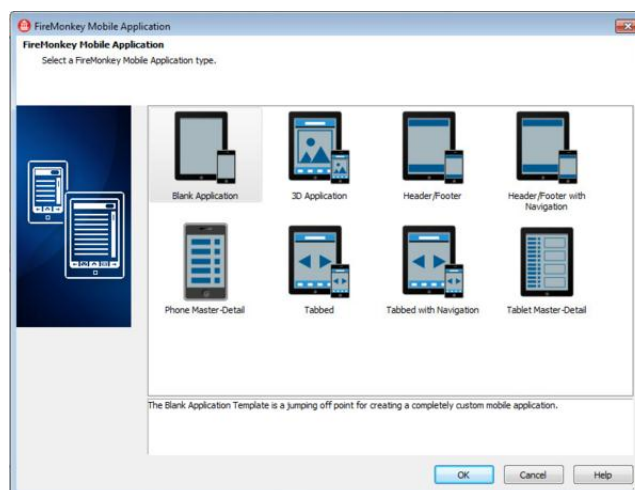 FireMonkey Mobile Application
FireMonkey Mobile Application
Select a FireMonkey Mobile Application type.
Blank Application
3D Application
Header/Footer
Header/Footer with
Navigation
Phone Master-Detail
Tabbed
Tabbed with Navigation
Tablet Master-Detail
The Blank Application Template is a jumping off point for creating a completely custom mobile application.
OK
Cancel
Help